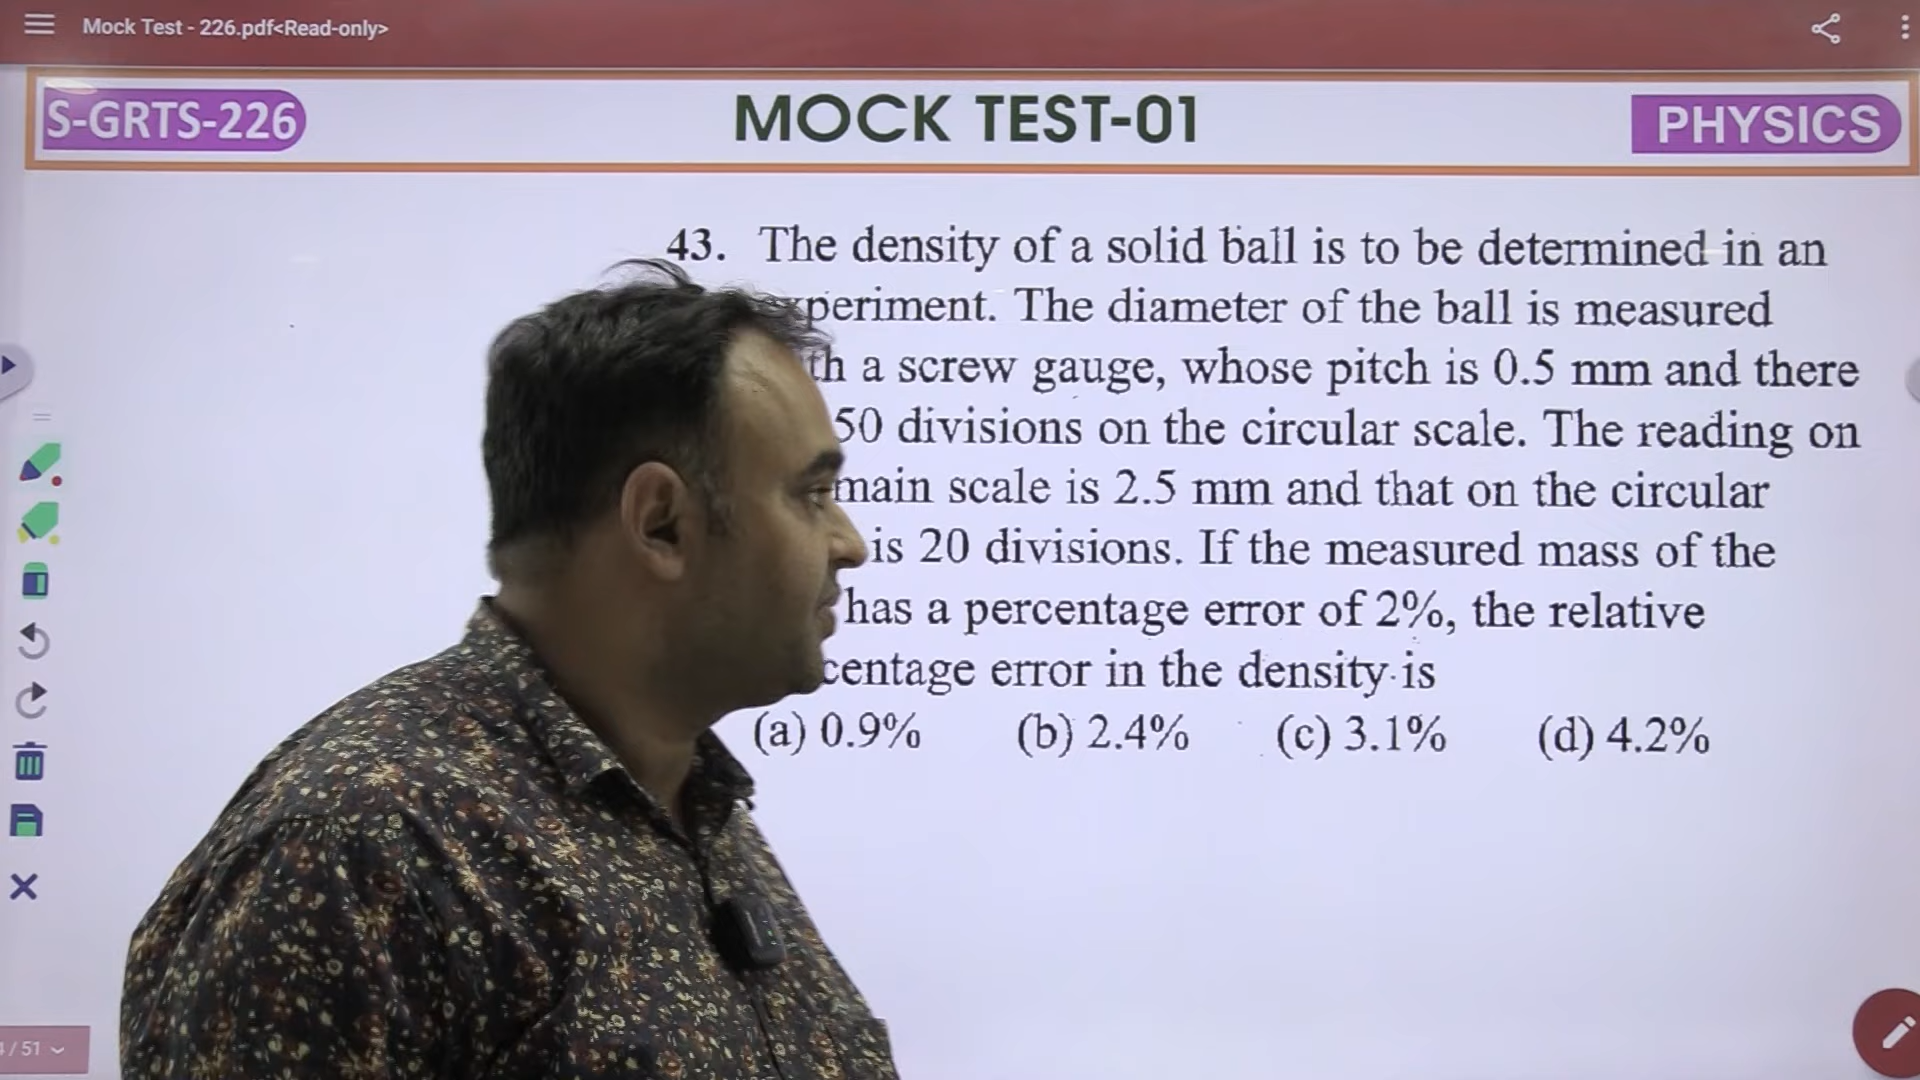 Mock Test - 226.pdf<Read-only>
S-GRTS-226
MOCK TEST-01
PHYSICS
43. The density of a solid ball is to be determined in an
periment. The diameter of the ball is measured
th a screw gauge, whose pitch is 0.5 mm and there
50 divisions on the circular scale. The reading on
main scale is 2.5 mm and that on the circular
is 20 divisions. If the measured mass of the
has a percentage error of 2%, the relative
centage error in the density is
(a) 0.9% (b) 2.4% (c) 3.1% (d) 4.2%
/ 51